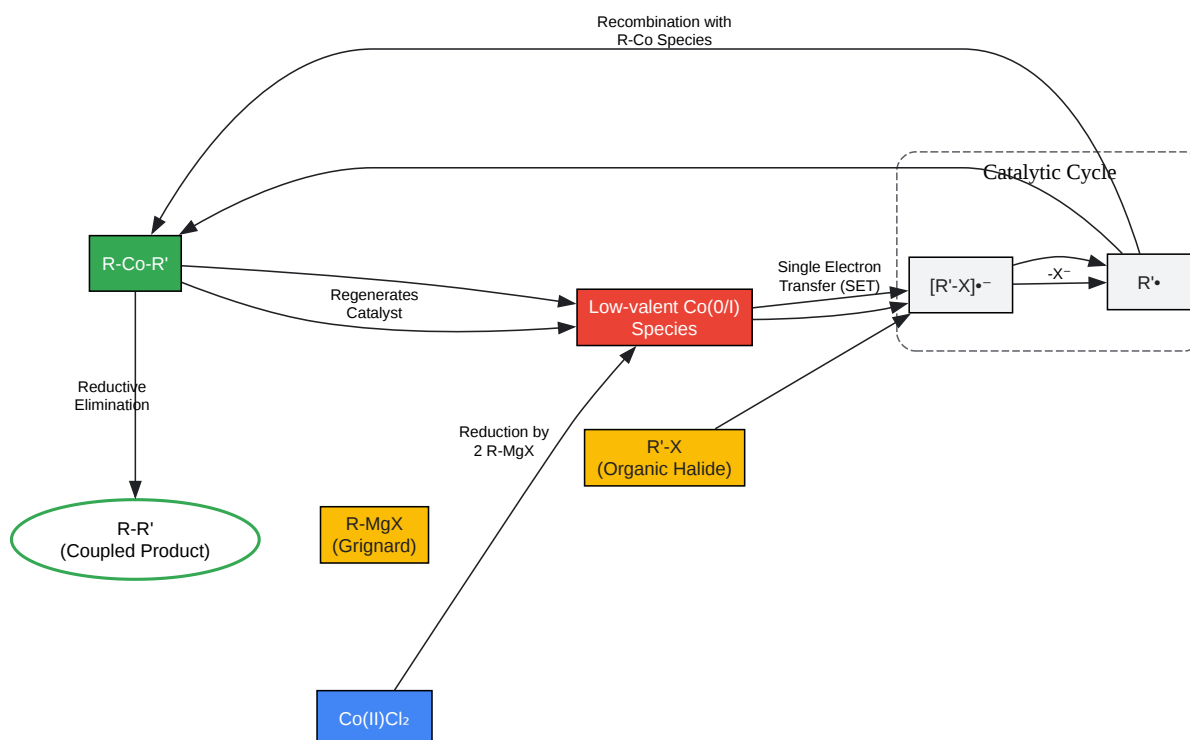 Recombination with
R-Co Species
Catalytic Cycle
R-Co-R'
Regenerates
Catalyst
Low-valent Co(0/I)
Species
Single Electron
Transfer (SET)
[R'-X]•⁻
-X⁻
R'•
Reductive
Elimination
Reduction by
2 R-MgX
R'-X
(Organic Halide)
R-R'
(Coupled Product)
R-MgX
(Grignard)
Co(II)Cl₂